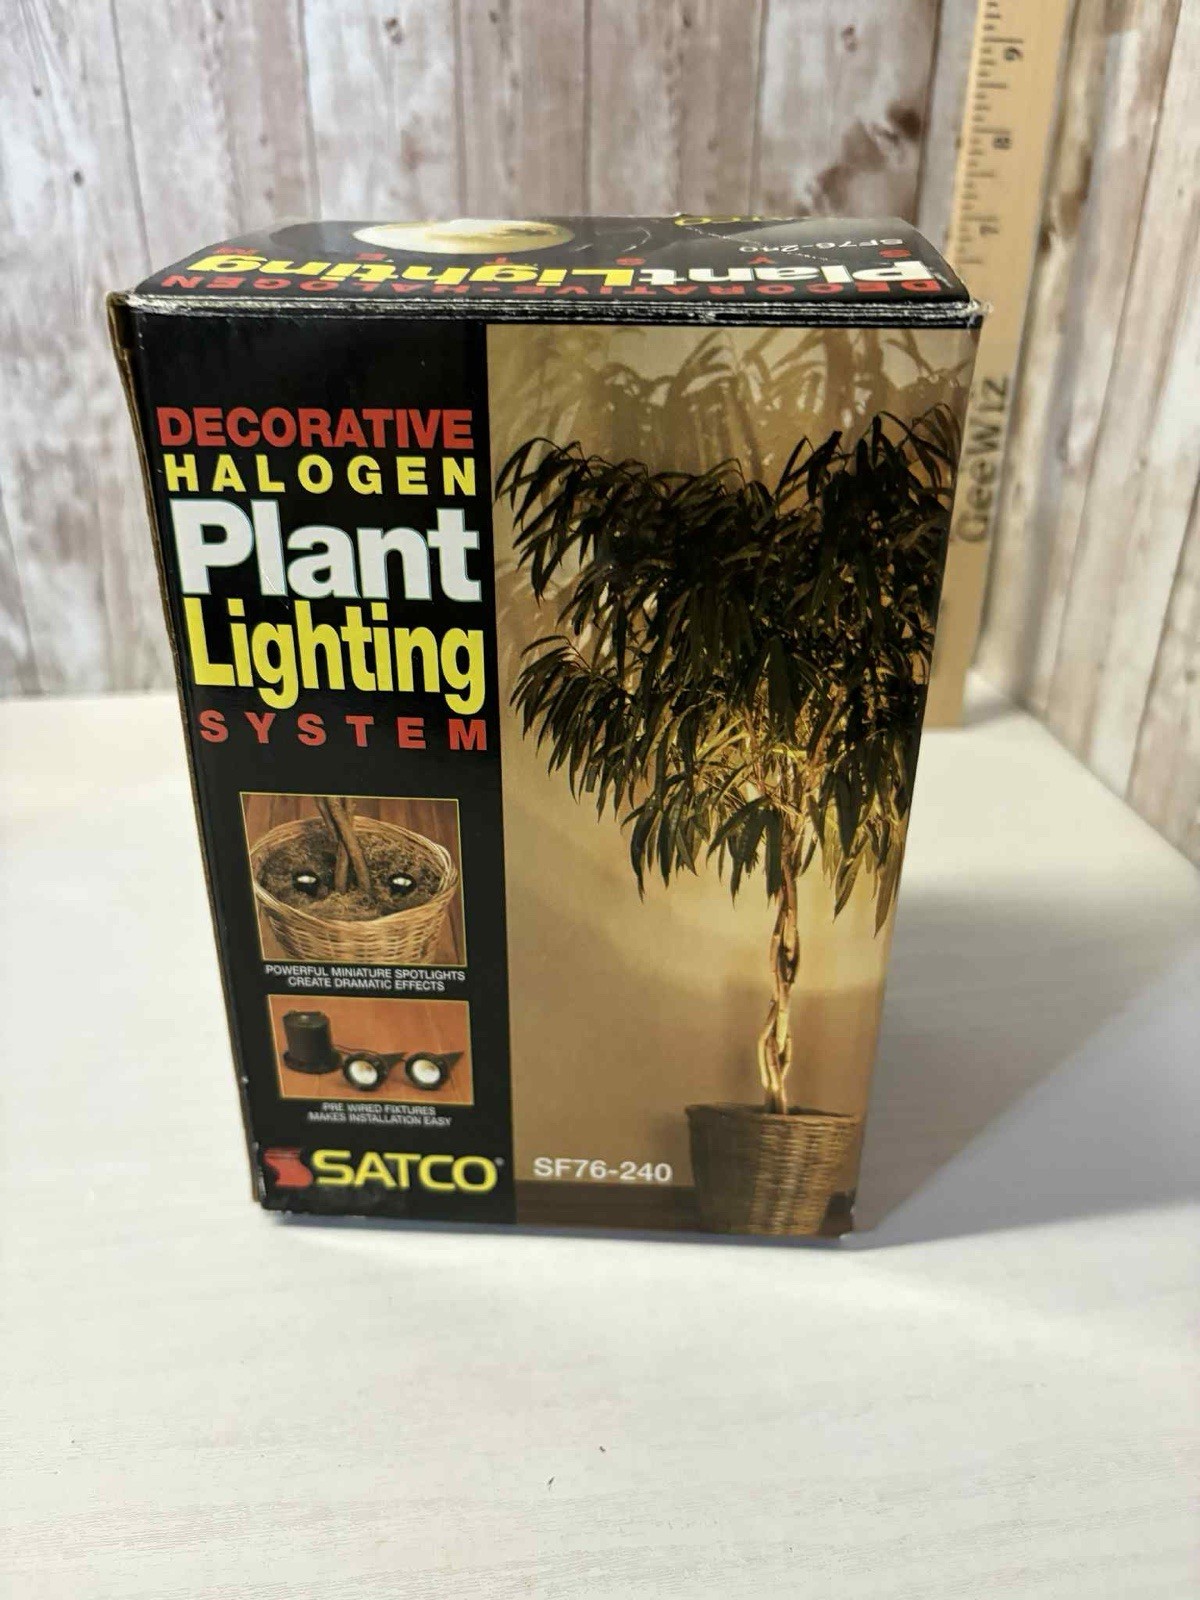 SF76-240
SYSTE
Plant Lighting
DECORATIVE HALOGEN
DECORATIVE
HALOGEN
Plant
Lighting
SYSTEM
POWERFUL MINIATURE SPOTLIGHTS
CREATE DRAMATIC EFFECTS
PRE WIRED FIXTURES
MAKES INSTALLATION EASY
SATCO®
SF76-240
GeeWiz